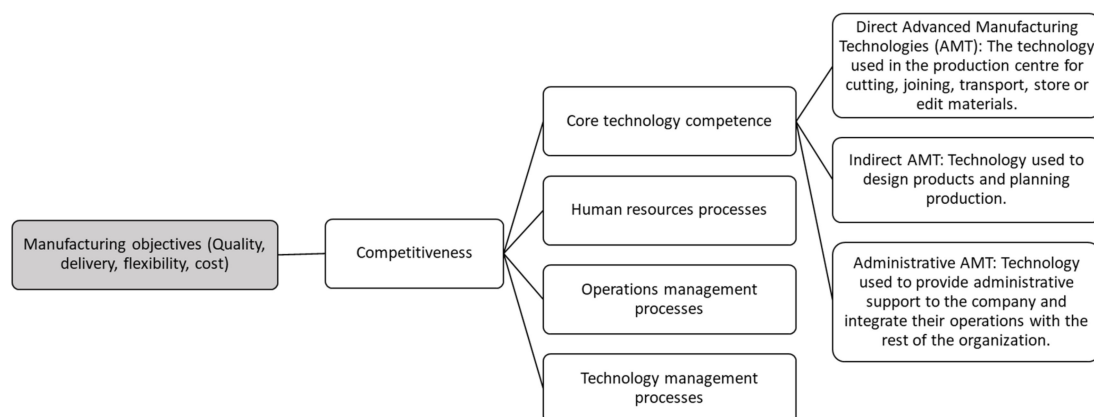 Manufacturing objectives (Quality,
delivery, flexibility, cost)
Competitiveness
Core technology competence
Human resources processes
Operations management
processes
Technology management
processes
Direct Advanced Manufacturing
Technologies (AMT): The technology
used in the production centre for
cutting, joining, transport, store or
edit materials.
Indirect AMT: Technology used to
design products and planning
production.
Administrative AMT: Technology
used to provide administrative
support to the company and
integrate their operations with the
rest of the organization.